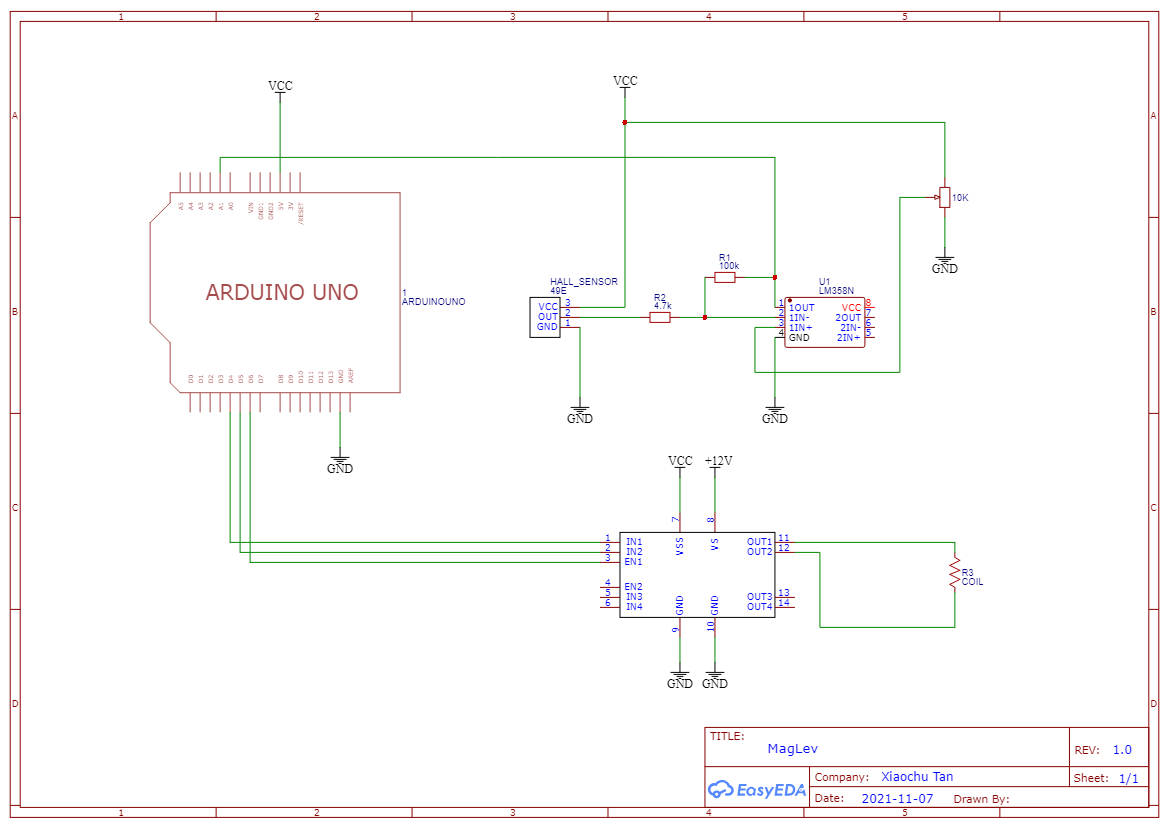 1 2 3 4 5
A A
B B
C C
D D
VCC
VCC
A5 A4 A3 A2 A1 A0 VIN GND1 GND2 5V 3V /RESET
ARDUINO UNO
1
ARDUINOUNO
D0 D1 D2 D3 D4 D5 D6 D7 D8 D9 D10 D11 D12 D13 GND AREF
GND
10K
GND
HALL_SENSOR
49E
VCC 3
OUT 2
GND 1
GND
R2
4.7k
R1
100k
U1
LM358N
1 1OUT VCC 8
2 1IN- 2OUT 7
3 1IN+ 2IN- 6
4 GND 2IN+ 5
GND
VCC +12V
7 8
VSS VS
1 IN1 OUT1 11
2 IN2 OUT2 12
3 EN1
4 EN2
5 IN3 OUT3 13
6 IN4 OUT4 14
GND GND
9 10
GND GND
R3
COIL
TITLE:
MagLev
REV: 1.0
EasyEDA
Company: Xiaochu Tan
Sheet: 1/1
Date: 2021-11-07 Drawn By:
1 2 3 4 5